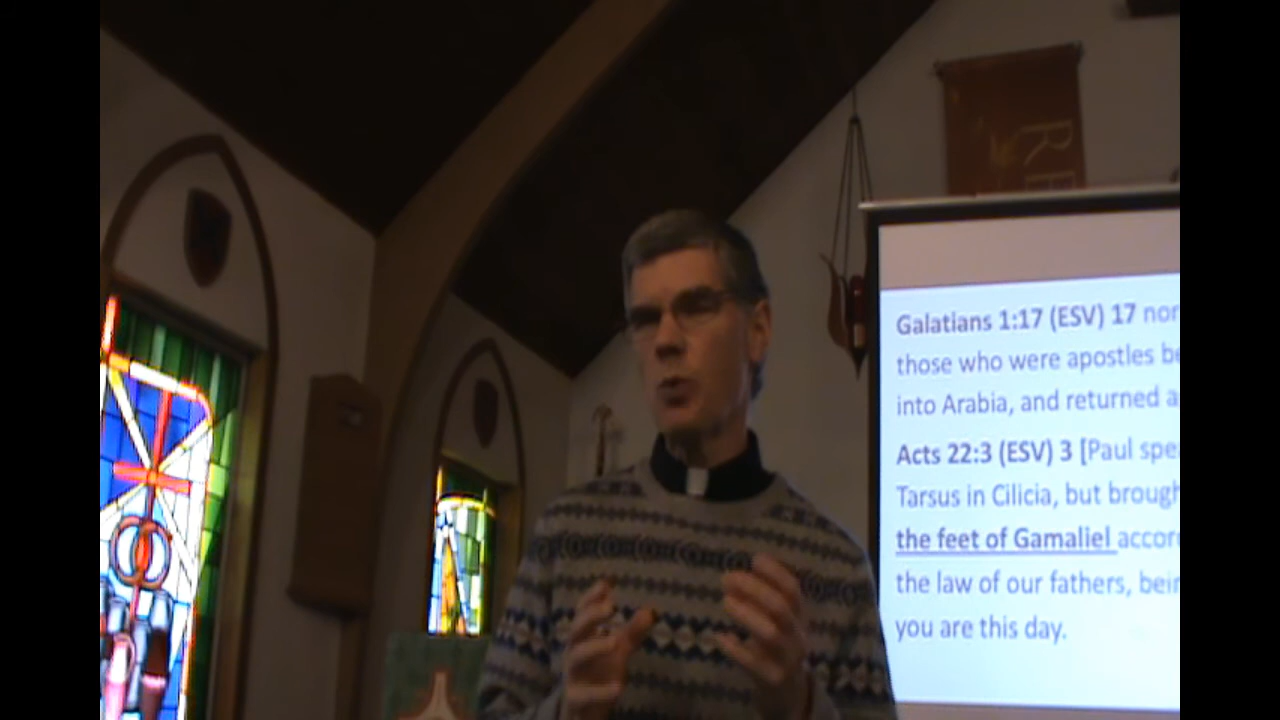 RE
Galatians 1:17 (ESV) 17 nor
those who were apostles be
into Arabia, and returned a
Acts 22:3 (ESV) 3 [Paul spe
Tarsus in Cilicia, but brough
the feet of Gamaliel accor
the law of our fathers, bein
you are this day.